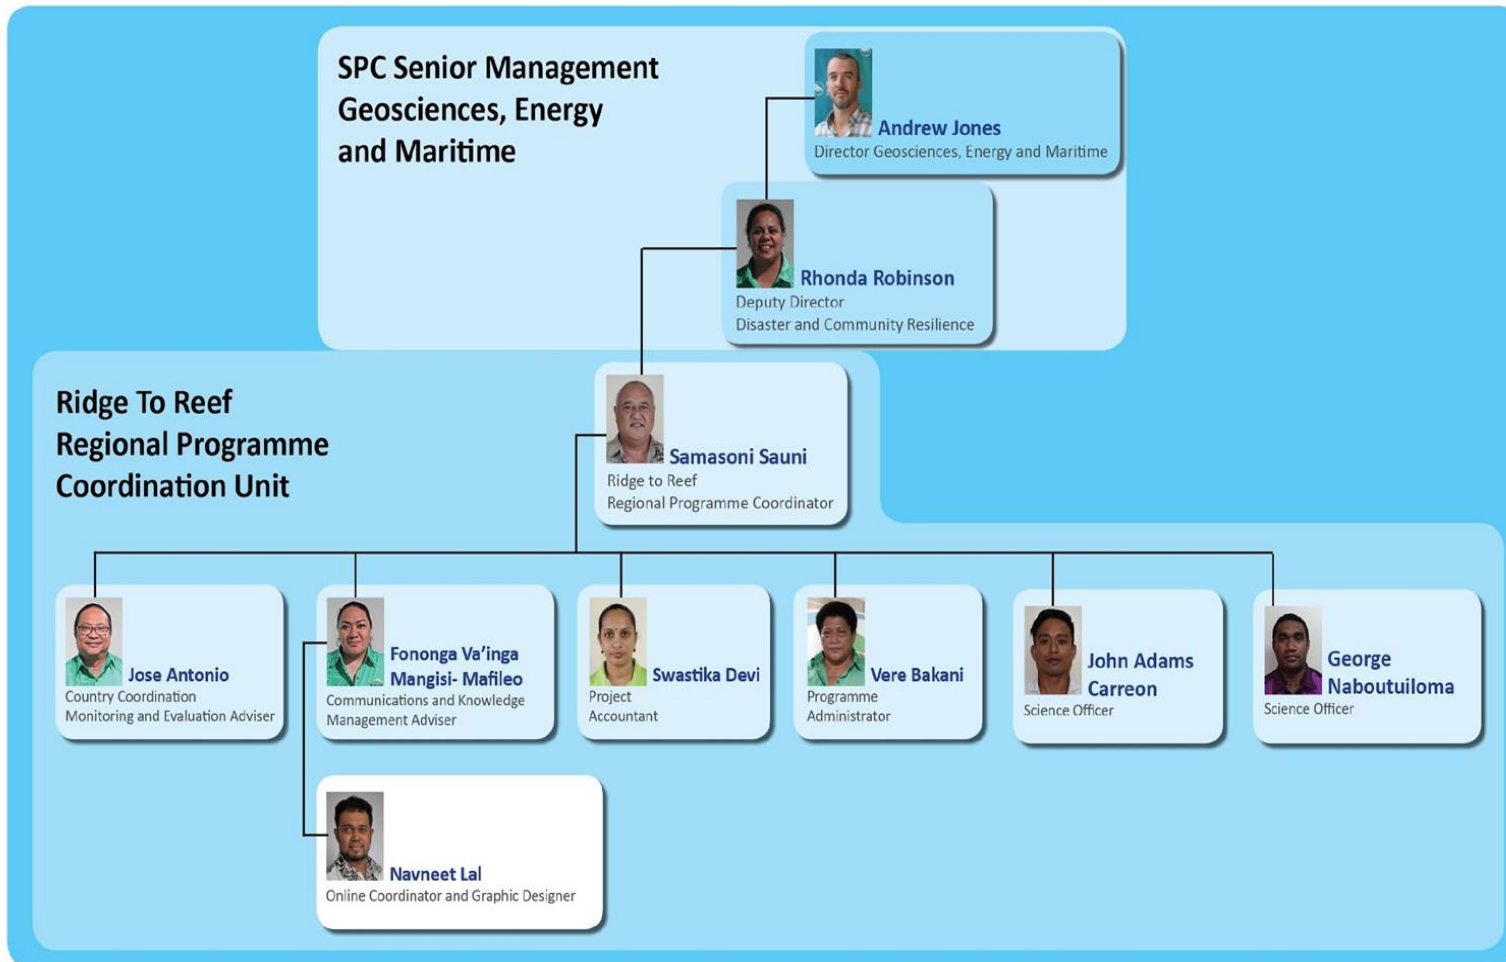 SPC Senior Management
Geosciences, Energy
and Maritime
Andrew Jones
Director Geosciences, Energy and Maritime
Rhonda Robinson
Deputy Director
Disaster and Community Resilience
Ridge To Reef
Regional Programme
Coordination Unit
Samasoni Sauni
Ridge to Reef
Regional Programme Coordinator
Jose Antonio
Country Coordination
Monitoring and Evaluation Adviser
Fononga Va'inga
Mangisi- Mafileo
Communications and Knowledge
Management Adviser
Swastika Devi
Project
Accountant
Vere Bakani
Programme
Administrator
John Adams
Carreon
Science Officer
George
Naboutuiloma
Science Officer
Navneet Lal
Online Coordinator and Graphic Designer